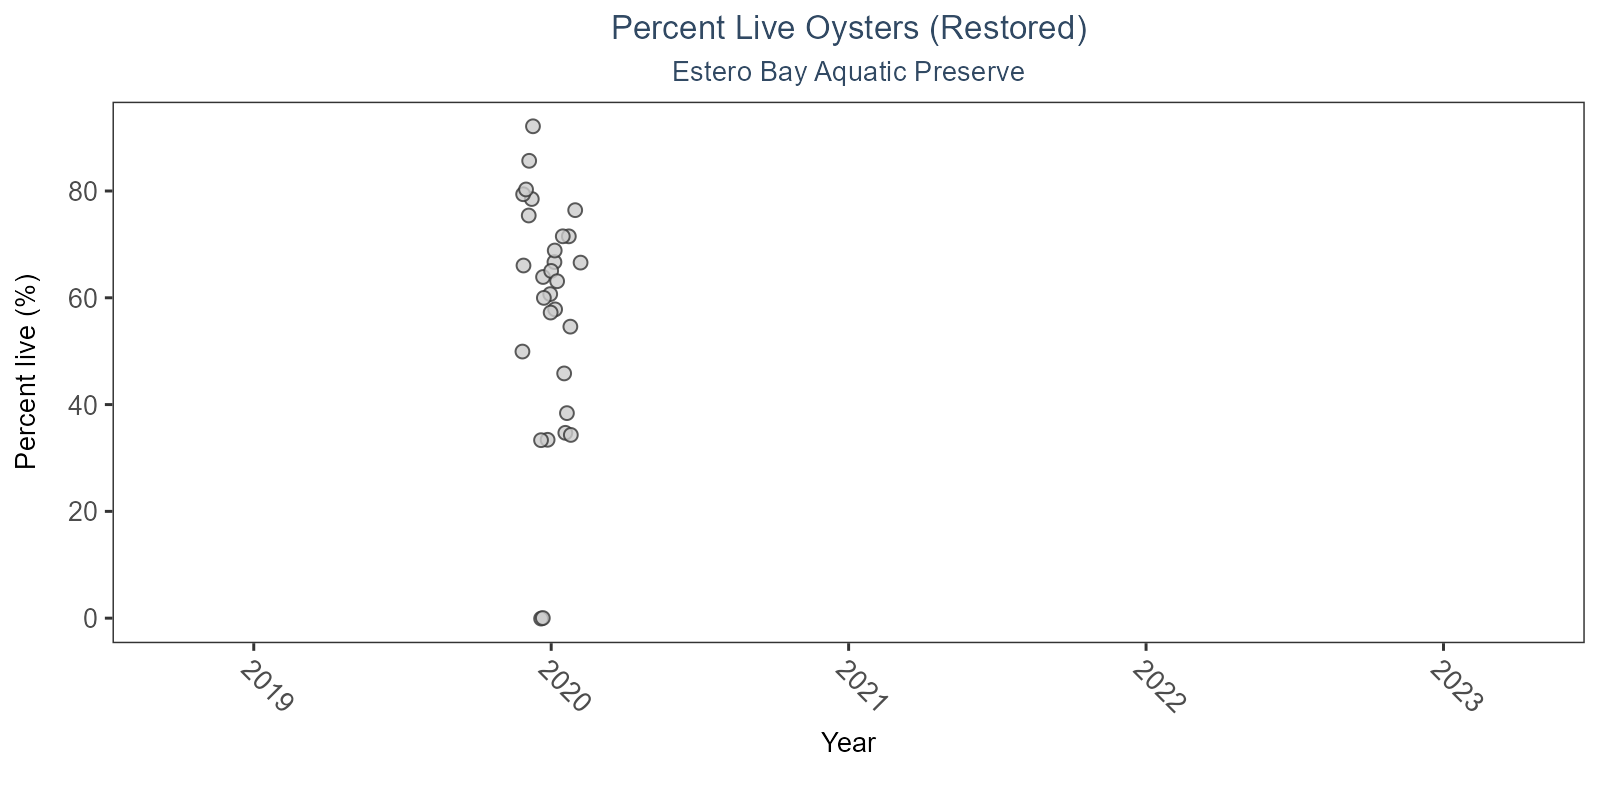 Percent Live Oysters (Restored)
Estero Bay Aquatic Preserve
Percent live (%)
80
60
40
20
0
2019
2020
2021
2022
2023
Year